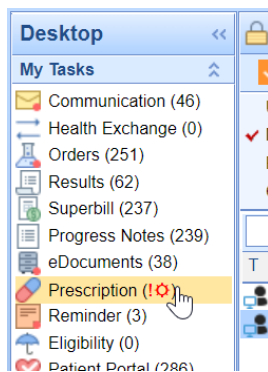 Desktop <<
My Tasks
Communication (46)
Health Exchange (0)
Orders (251)
Results (62)
Superbill (237)
Progress Notes (239)
T
eDocuments (38)
Prescription (!✡)
Reminder (3)
Eligibility (0)
Patient Portal (286)